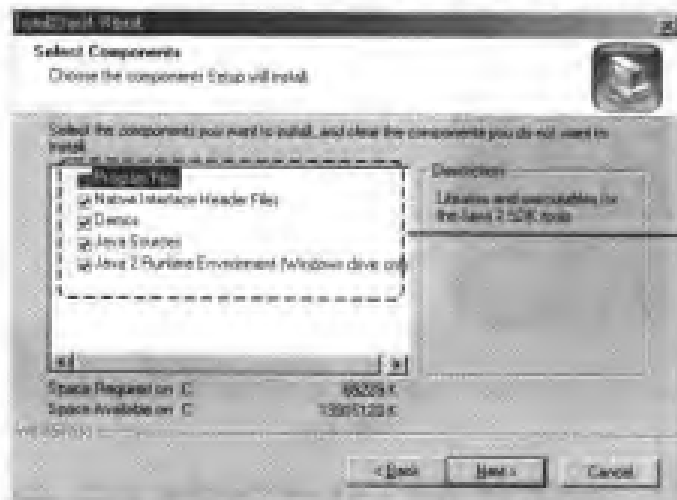 InstallShield Wizard
Select Components
Choose the components Setup will install.
Select the components you want to install, and clear the components you do not want to
install.
Program Files
Native Interface Header Files
Demos
Java Sources
Java 2 Runtime Environment (Windows drive only
Description
Libraries and executables for
the Java 2 SDK tools
Space Required on C:
Space Available on C:
InstallShield
< Back
Next >
Cancel